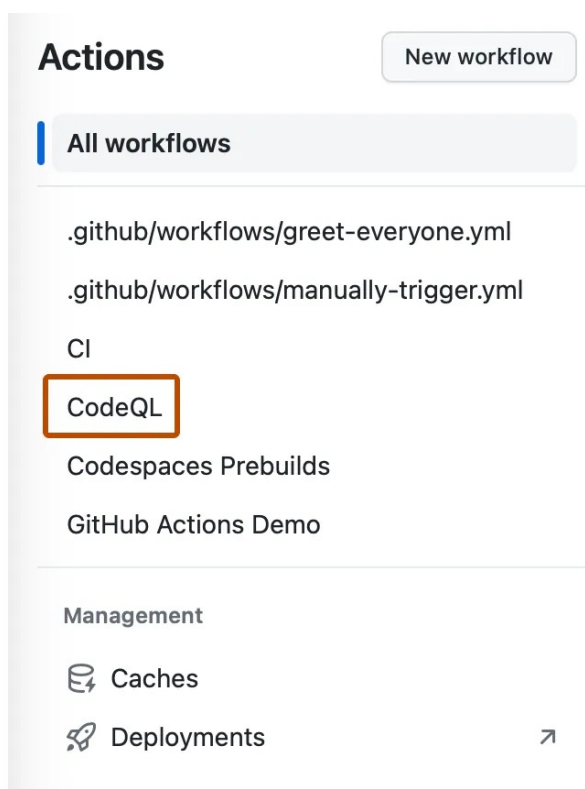 Actions
New workflow
All workflows
.github/workflows/greet-everyone.yml
.github/workflows/manually-trigger.yml
CI
CodeQL
Codespaces Prebuilds
GitHub Actions Demo
Management
Caches
Deployments